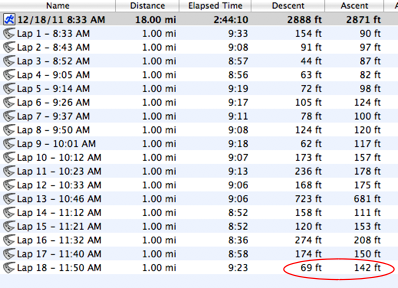 Name Distance Elapsed Time Descent Ascent
12/18/11 8:33 AM 18.00 mi 2:44:10 2888 ft 2871 ft
Lap 1 - 8:33 AM 1.00 mi 9:33 154 ft 90 ft
Lap 2 - 8:43 AM 1.00 mi 9:08 91 ft 97 ft
Lap 3 - 8:52 AM 1.00 mi 8:57 44 ft 87 ft
Lap 4 - 9:05 AM 1.00 mi 8:56 63 ft 82 ft
Lap 5 - 9:14 AM 1.00 mi 9:19 72 ft 98 ft
Lap 6 - 9:26 AM 1.00 mi 9:17 105 ft 124 ft
Lap 7 - 9:37 AM 1.00 mi 9:11 78 ft 100 ft
Lap 8 - 9:50 AM 1.00 mi 9:08 124 ft 120 ft
Lap 9 - 10:01 AM 1.00 mi 9:18 62 ft 117 ft
Lap 10 - 10:12 AM 1.00 mi 9:07 173 ft 157 ft
Lap 11 - 10:23 AM 1.00 mi 9:13 236 ft 178 ft
Lap 12 - 10:33 AM 1.00 mi 9:06 168 ft 175 ft
Lap 13 - 10:46 AM 1.00 mi 9:06 723 ft 681 ft
Lap 14 - 11:12 AM 1.00 mi 8:52 158 ft 111 ft
Lap 15 - 11:21 AM 1.00 mi 8:52 120 ft 153 ft
Lap 16 - 11:32 AM 1.00 mi 8:36 274 ft 208 ft
Lap 17 - 11:40 AM 1.00 mi 8:58 174 ft 150 ft
Lap 18 - 11:50 AM 1.00 mi 9:23 69 ft 142 ft